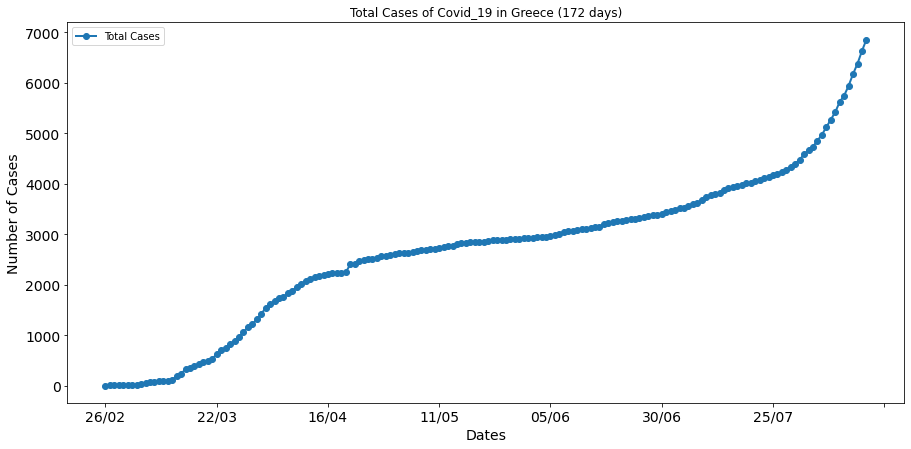 Total Cases of Covid_19 in Greece (172 days)
Total Cases
7000
6000
5000
4000
3000
2000
1000
0
Number of Cases
26/02 22/03 16/04 11/05 05/06 30/06 25/07
Dates